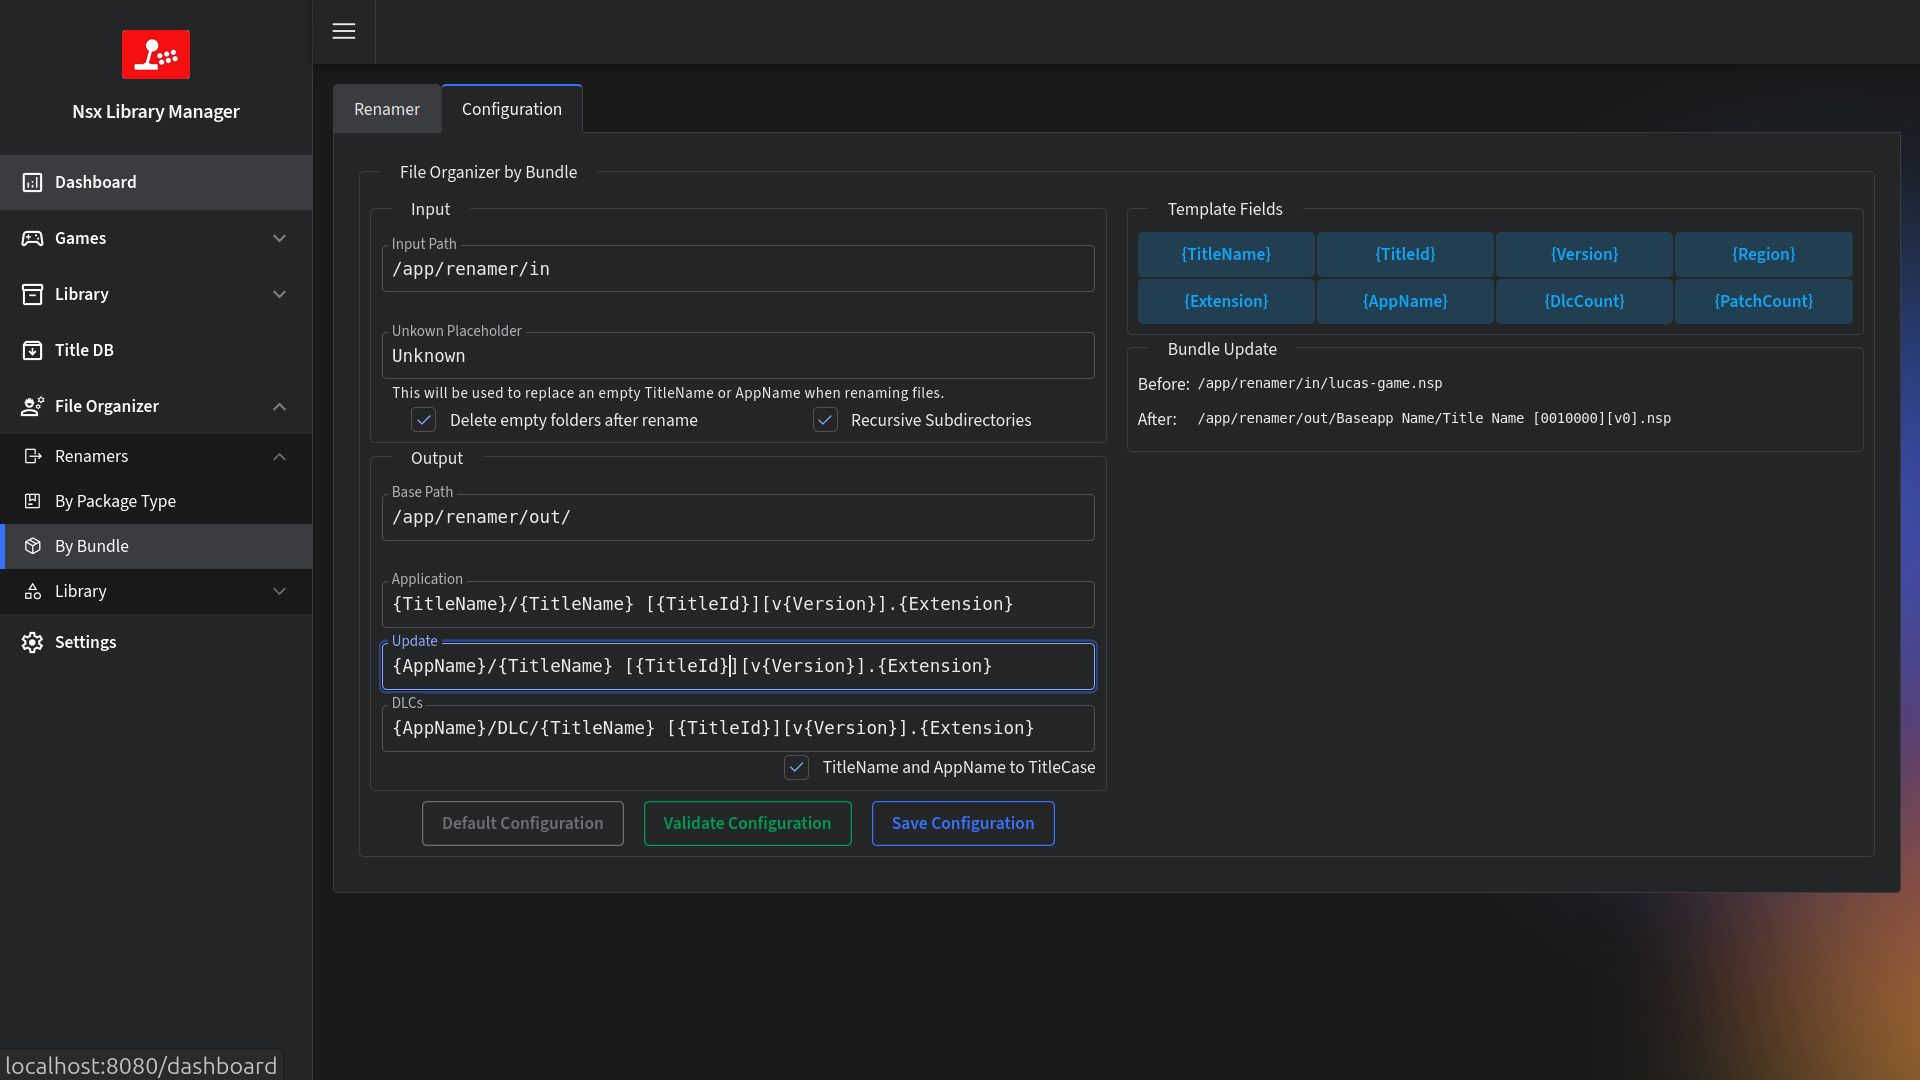 Nsx Library Manager
Dashboard
Games
Library
Title DB
File Organizer
Renamers
By Package Type
By Bundle
Library
Settings
localhost:8080/dashboard
Renamer
Configuration
File Organizer by Bundle
Input
Input Path
/app/renamer/in
Unkown Placeholder
Unknown
This will be used to replace an empty TitleName or AppName when renaming files.
Delete empty folders after rename
Recursive Subdirectories
Output
Base Path
/app/renamer/out/
Application
{TitleName}/{TitleName} [{TitleId}][v{Version}].{Extension}
Update
{AppName}/{TitleName} [{TitleId}][v{Version}].{Extension}
DLCs
{AppName}/DLC/{TitleName} [{TitleId}][v{Version}].{Extension}
TitleName and AppName to TitleCase
Default Configuration
Validate Configuration
Save Configuration
Template Fields
{TitleName} {TitleId} {Version} {Region}
{Extension} {AppName} {DlcCount} {PatchCount}
Bundle Update
Before: /app/renamer/in/lucas-game.nsp
After: /app/renamer/out/Baseapp Name/Title Name [0010000][v0].nsp